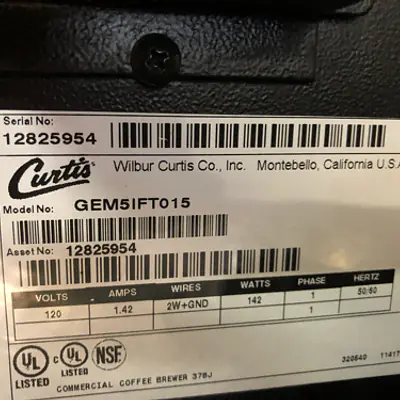 Serial No:
12825954
Curtis
Wilbur Curtis Co., Inc. Montebello, California U.S.A
Model No: GEM5IFT015
Asset No: 12825954
VOLTS AMPS WIRES WATTS PHASE HERTZ
120 1.42 2W+GND 142 1 50/60
1
UL C UL NSF
LISTED LISTED
COMMERCIAL COFFEE BREWER 378J
320640 11417